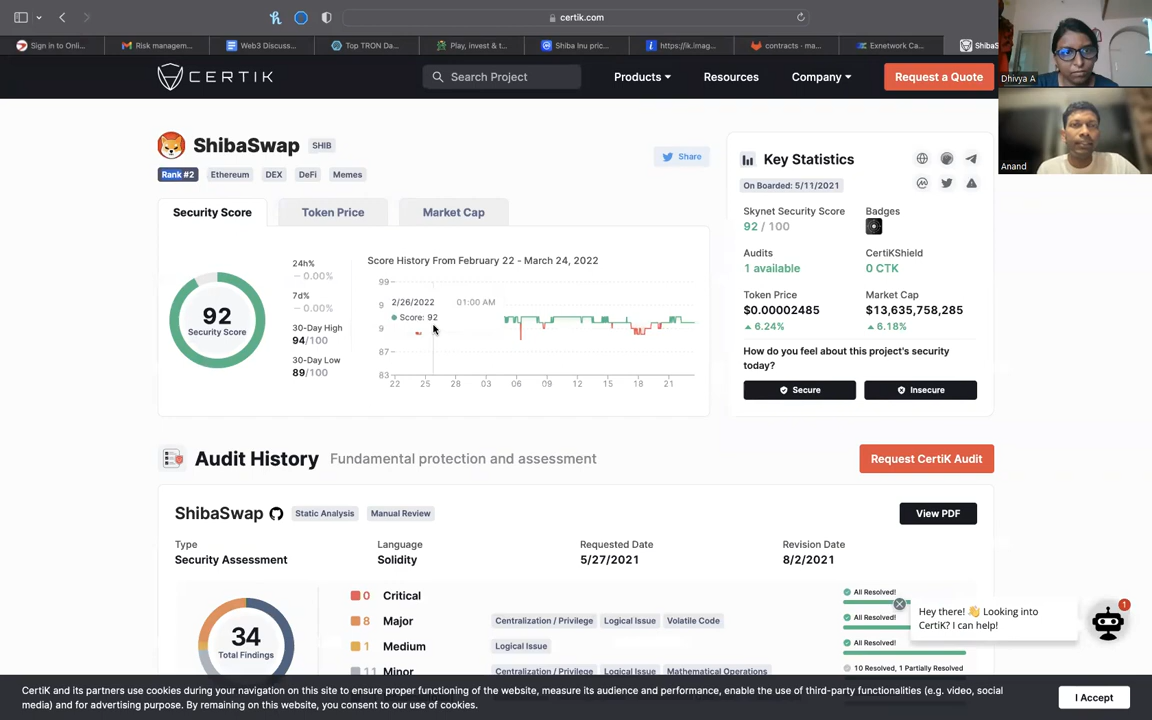 certik.com
Sign in to Onli...
Risk managem...
Web3 Discuss...
Top TRON Da...
Play, invest & t...
Shiba Inu pric...
https://ik.imag...
contracts - ma...
Exnetwork Ca...
ShibaS
CERTIK
Search Project
Products
Resources
Company
Request a Quote
Dhivya A
Anand
ShibaSwap
SHIB
Share
Rank #2
Ethereum
DEX
DeFi
Memes
Security Score
Token Price
Market Cap
92
Security Score
24h%
– 0.00%
7d%
– 0.00%
30-Day High
94/100
30-Day Low
89/100
Score History From February 22 - March 24, 2022
99
9
9
87
83
2/26/2022 01:00 AM
Score: 92
22 25 28 03 06 09 12 15 18 21
Key Statistics
On Boarded: 5/11/2021
Skynet Security Score
92 / 100
Badges
Audits
1 available
CertiKShield
0 CTK
Token Price
$0.00002485
6.24%
Market Cap
$13,635,758,285
6.18%
How do you feel about this project's security
today?
Secure
Insecure
Audit History
Fundamental protection and assessment
Request CertiK Audit
ShibaSwap
Static Analysis
Manual Review
View PDF
Type
Security Assessment
Language
Solidity
Requested Date
5/27/2021
Revision Date
8/2/2021
34
Total Findings
0 Critical
All Resolved!
8 Major
Centralization / Privilege
Logical Issue
Volatile Code
All Resolved!
1 Medium
Logical Issue
All Resolved!
11 Minor
Centralization / Privilege
Logical Issue
Mathematical Operations
10 Resolved, 1 Partially Resolved
Hey there! 👋 Looking into
CertiK? I can help!
1
CertiK and its partners use cookies during your navigation on this site to ensure proper functioning of the website, measure its audience and performance, enable the use of third-party functionalities (e.g. video, social
media) and for advertising purpose. By remaining on this website, you consent to our use of cookies.
I Accept